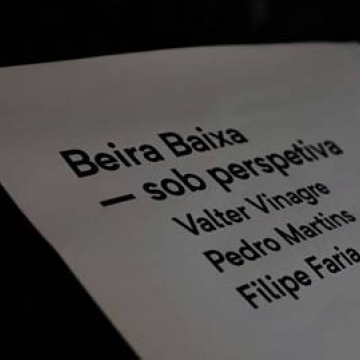 Beira Baixa
— sob perspetiva
Valter Vinagre
Pedro Martins
Filipe Faria